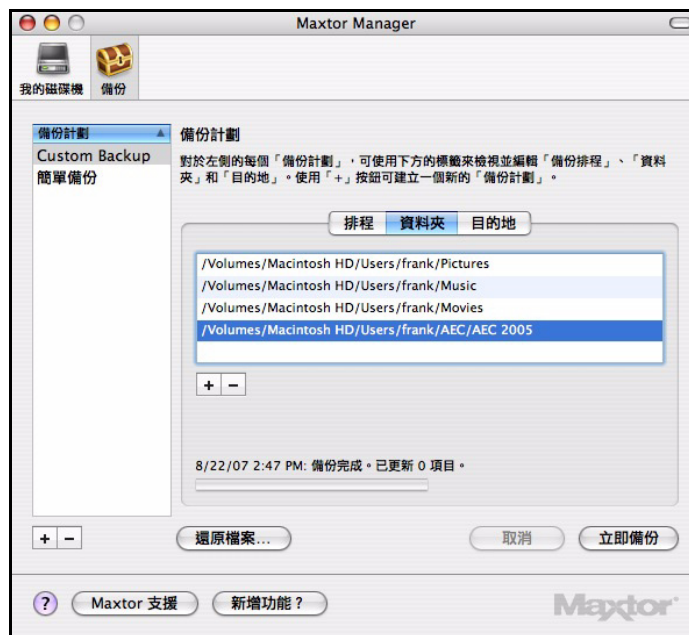 Maxtor Manager
我的磁碟機
備份
備份計劃
Custom Backup
簡單備份
備份計劃
對於左側的每個「備份計劃」，可使用下方的標籤來檢視並編輯「備份排程」、「資料
夾」和「目的地」。使用「+」按鈕可建立一個新的「備份計劃」。
排程
資料夾
目的地
/Volumes/Macintosh HD/Users/frank/Pictures
/Volumes/Macintosh HD/Users/frank/Music
/Volumes/Macintosh HD/Users/frank/Movies
/Volumes/Macintosh HD/Users/frank/AEC/AEC 2005
+ −
8/22/07 2:47 PM: 備份完成。已更新 0 項目。
+ −
還原檔案...
取消
立即備份
?
Maxtor 支援
新增功能？
Maxtor